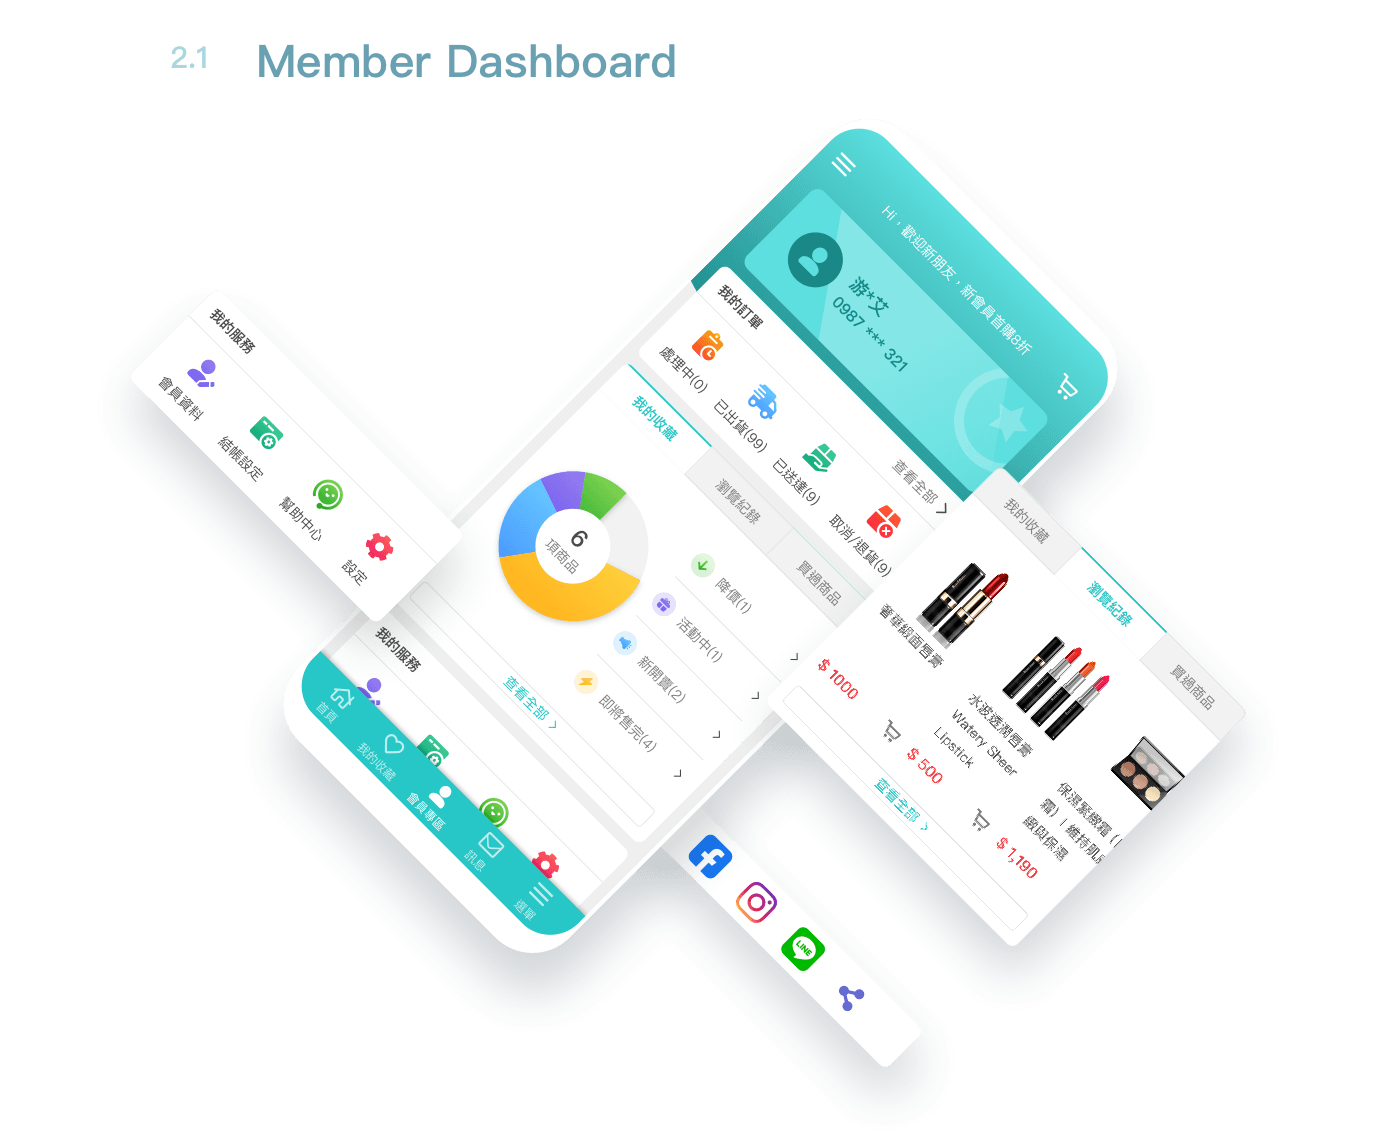 2.1
Member Dashboard
Hi，歡迎新朋友，新會員首購8折
游*艾
0987 *** 321
我的訂單
處理中(0)
已出貨(99)
已送達(9)
取消/退貨(9)
查看全部
我的收藏
瀏覽紀錄
買過商品
6
項商品
降價(1)
活動中(1)
新開賣(2)
即將售完(4)
查看全部
我的服務
首頁
我的收藏
會員專區
訊息
選單
我的服務
會員資料
結帳設定
幫助中心
設定
我的收藏
瀏覽紀錄
買過商品
奢華緞面唇膏
$ 1000
水波透潤唇膏
Watery Sheer
Lipstick
$ 500
保濕緊緻霜 (
霜) | 維持肌
緻與保濕
$ 1,190
查看全部
LINE